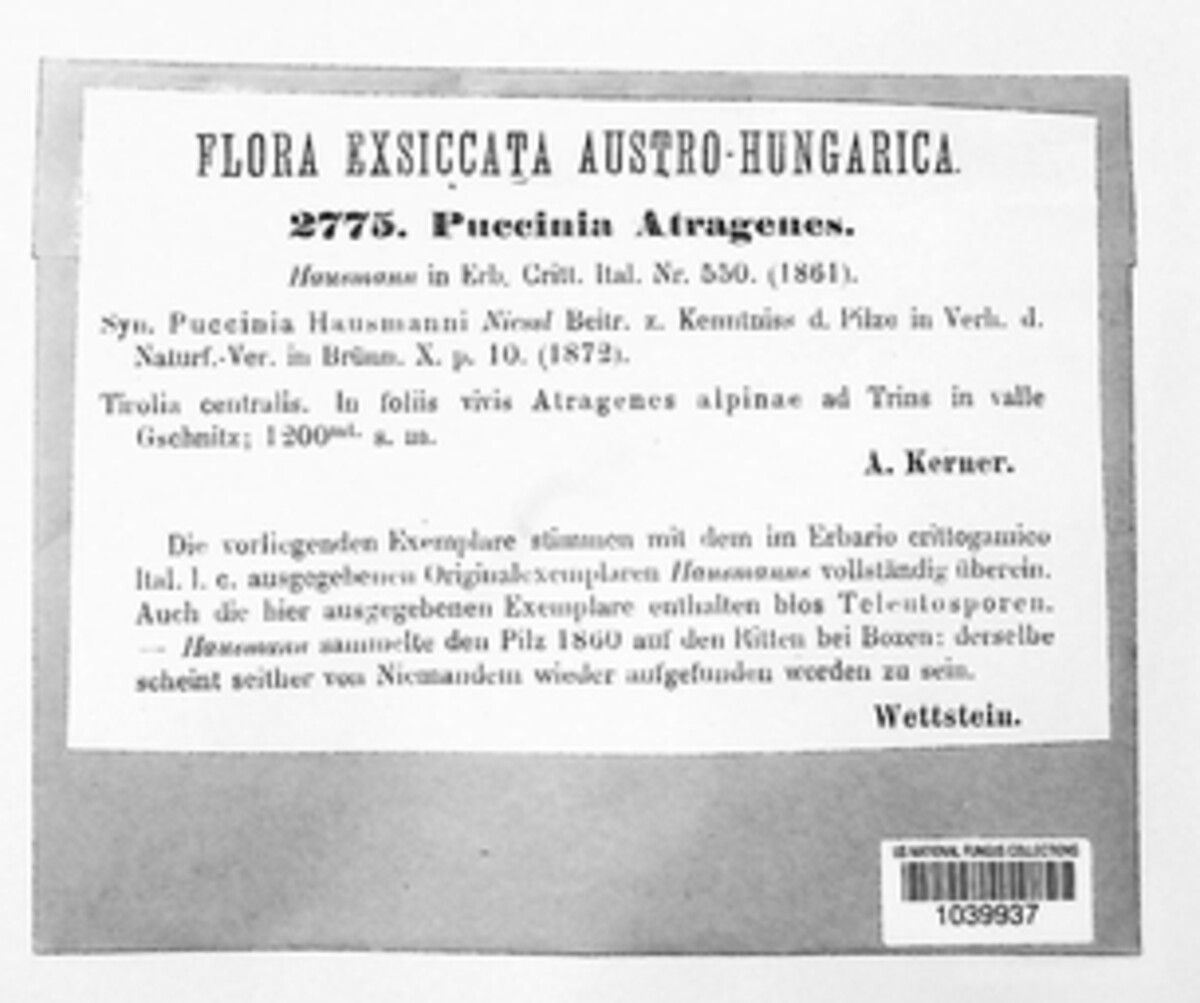 FLORA EXSICCATA AUSTRO-HUNGARICA.
2775. Puccinia Atragenes.
Hausmann in Erb. Critt. Ital. Nr. 550. (1861).
Syn. Puccinia Hausmanni Niessl Beitr. z. Kenntniss d. Pilze in Verh. d.
Naturf.-Ver. in Brünn. X. p. 10. (1872).
Tirolia centralis. In foliis vivis Atragenes alpinae ad Trins in valle
Gschnitz; 1200mt. s. m.
A. Kerner.
Die vorliegenden Exemplare stimmen mit dem im Erbario crittogamico
Ital. l. c. ausgegebenen Originalexemplaren Hausmanns vollständig überein.
Auch die hier ausgegebenen Exemplare enthalten blos Teleutosporen.
— Hausmann sammelte den Pilz 1860 auf den Ritten bei Bozen; derselbe
scheint seither von Niemandem wieder aufgefunden worden zu sein.
Wettstein.
US NATIONAL FUNGUS COLLECTIONS
1039937